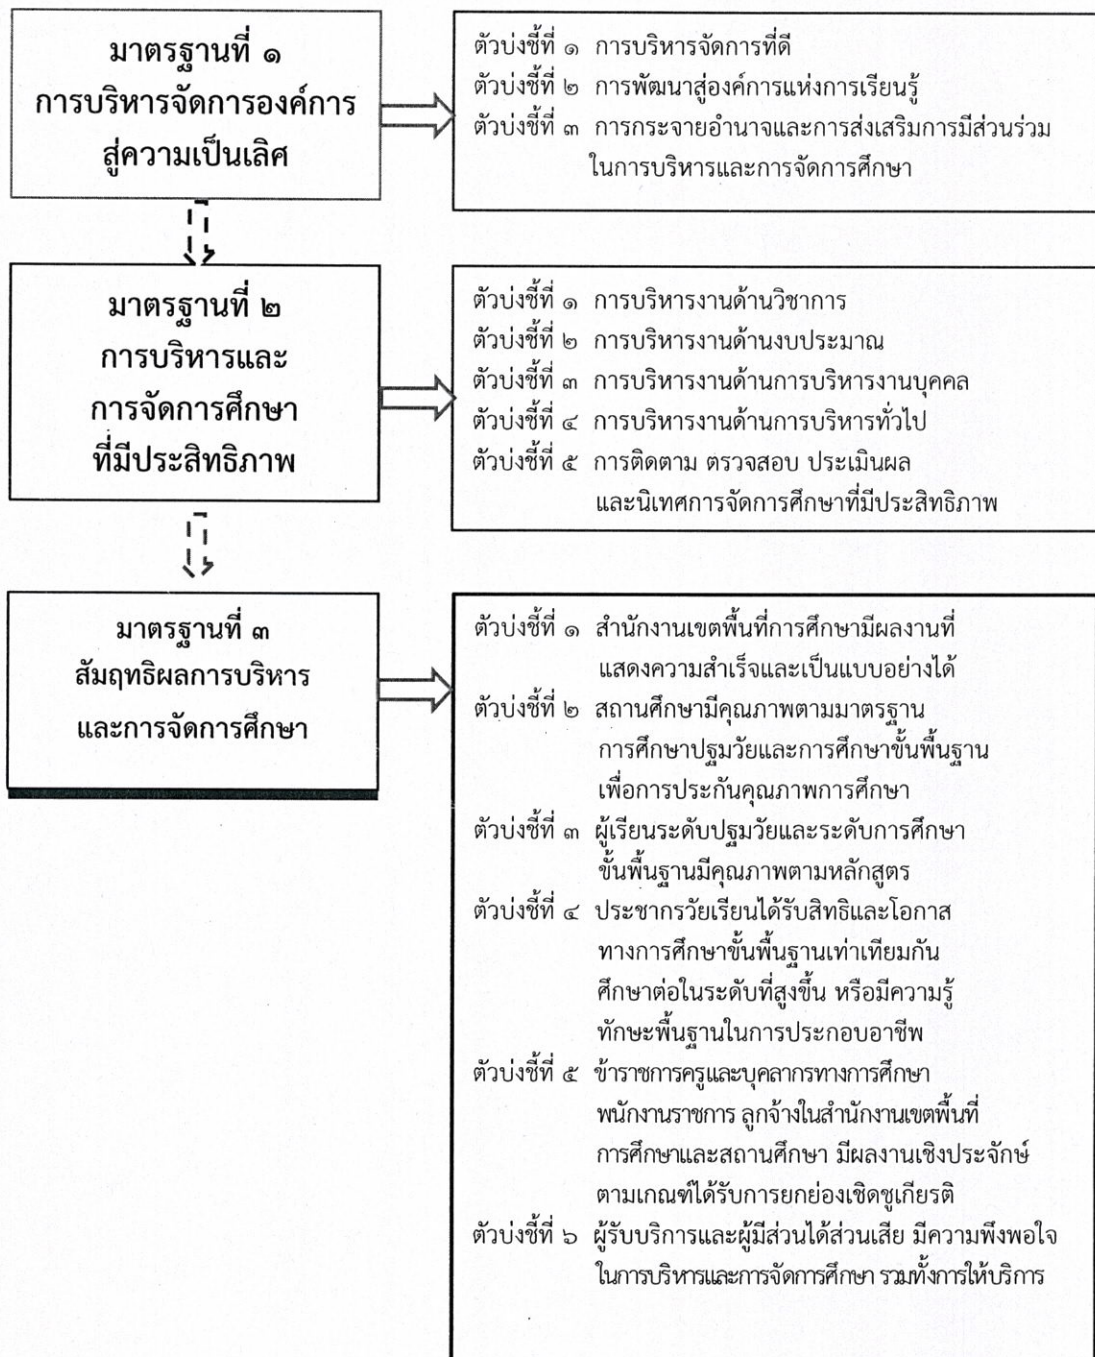 มาตรฐานที่ ๑
การบริหารจัดการองค์การ
สู่ความเป็นเลิศ
ตัวบ่งชี้ที่ ๑ การบริหารจัดการที่ดี
ตัวบ่งชี้ที่ ๒ การพัฒนาสู่องค์การแห่งการเรียนรู้
ตัวบ่งชี้ที่ ๓ การกระจายอำนาจและการส่งเสริมการมีส่วนร่วม
ในการบริหารและการจัดการศึกษา
มาตรฐานที่ ๒
การบริหารและ
การจัดการศึกษา
ที่มีประสิทธิภาพ
ตัวบ่งชี้ที่ ๑ การบริหารงานด้านวิชาการ
ตัวบ่งชี้ที่ ๒ การบริหารงานด้านงบประมาณ
ตัวบ่งชี้ที่ ๓ การบริหารงานด้านการบริหารงานบุคคล
ตัวบ่งชี้ที่ ๔ การบริหารงานด้านการบริหารทั่วไป
ตัวบ่งชี้ที่ ๕ การติดตาม ตรวจสอบ ประเมินผล
และนิเทศการจัดการศึกษาที่มีประสิทธิภาพ
มาตรฐานที่ ๓
สัมฤทธิผลการบริหาร
และการจัดการศึกษา
ตัวบ่งชี้ที่ ๑ สำนักงานเขตพื้นที่การศึกษามีผลงานที่
แสดงความสำเร็จและเป็นแบบอย่างได้
ตัวบ่งชี้ที่ ๒ สถานศึกษามีคุณภาพตามมาตรฐาน
การศึกษาปฐมวัยและการศึกษาขั้นพื้นฐาน
เพื่อการประกันคุณภาพการศึกษา
ตัวบ่งชี้ที่ ๓ ผู้เรียนระดับปฐมวัยและระดับการศึกษา
ขั้นพื้นฐานมีคุณภาพตามหลักสูตร
ตัวบ่งชี้ที่ ๔ ประชากรวัยเรียนได้รับสิทธิและโอกาส
ทางการศึกษาขั้นพื้นฐานเท่าเทียมกัน
ศึกษาต่อในระดับที่สูงขึ้น หรือมีความรู้
ทักษะพื้นฐานในการประกอบอาชีพ
ตัวบ่งชี้ที่ ๕ ข้าราชการครูและบุคลากรทางการศึกษา
พนักงานราชการ ลูกจ้างในสำนักงานเขตพื้นที่
การศึกษาและสถานศึกษา มีผลงานเชิงประจักษ์
ตามเกณฑ์ได้รับการยกย่องเชิดชูเกียรติ
ตัวบ่งชี้ที่ ๖ ผู้รับบริการและผู้มีส่วนได้ส่วนเสีย มีความพึงพอใจ
ในการบริหารและการจัดการศึกษา รวมทั้งการให้บริการ